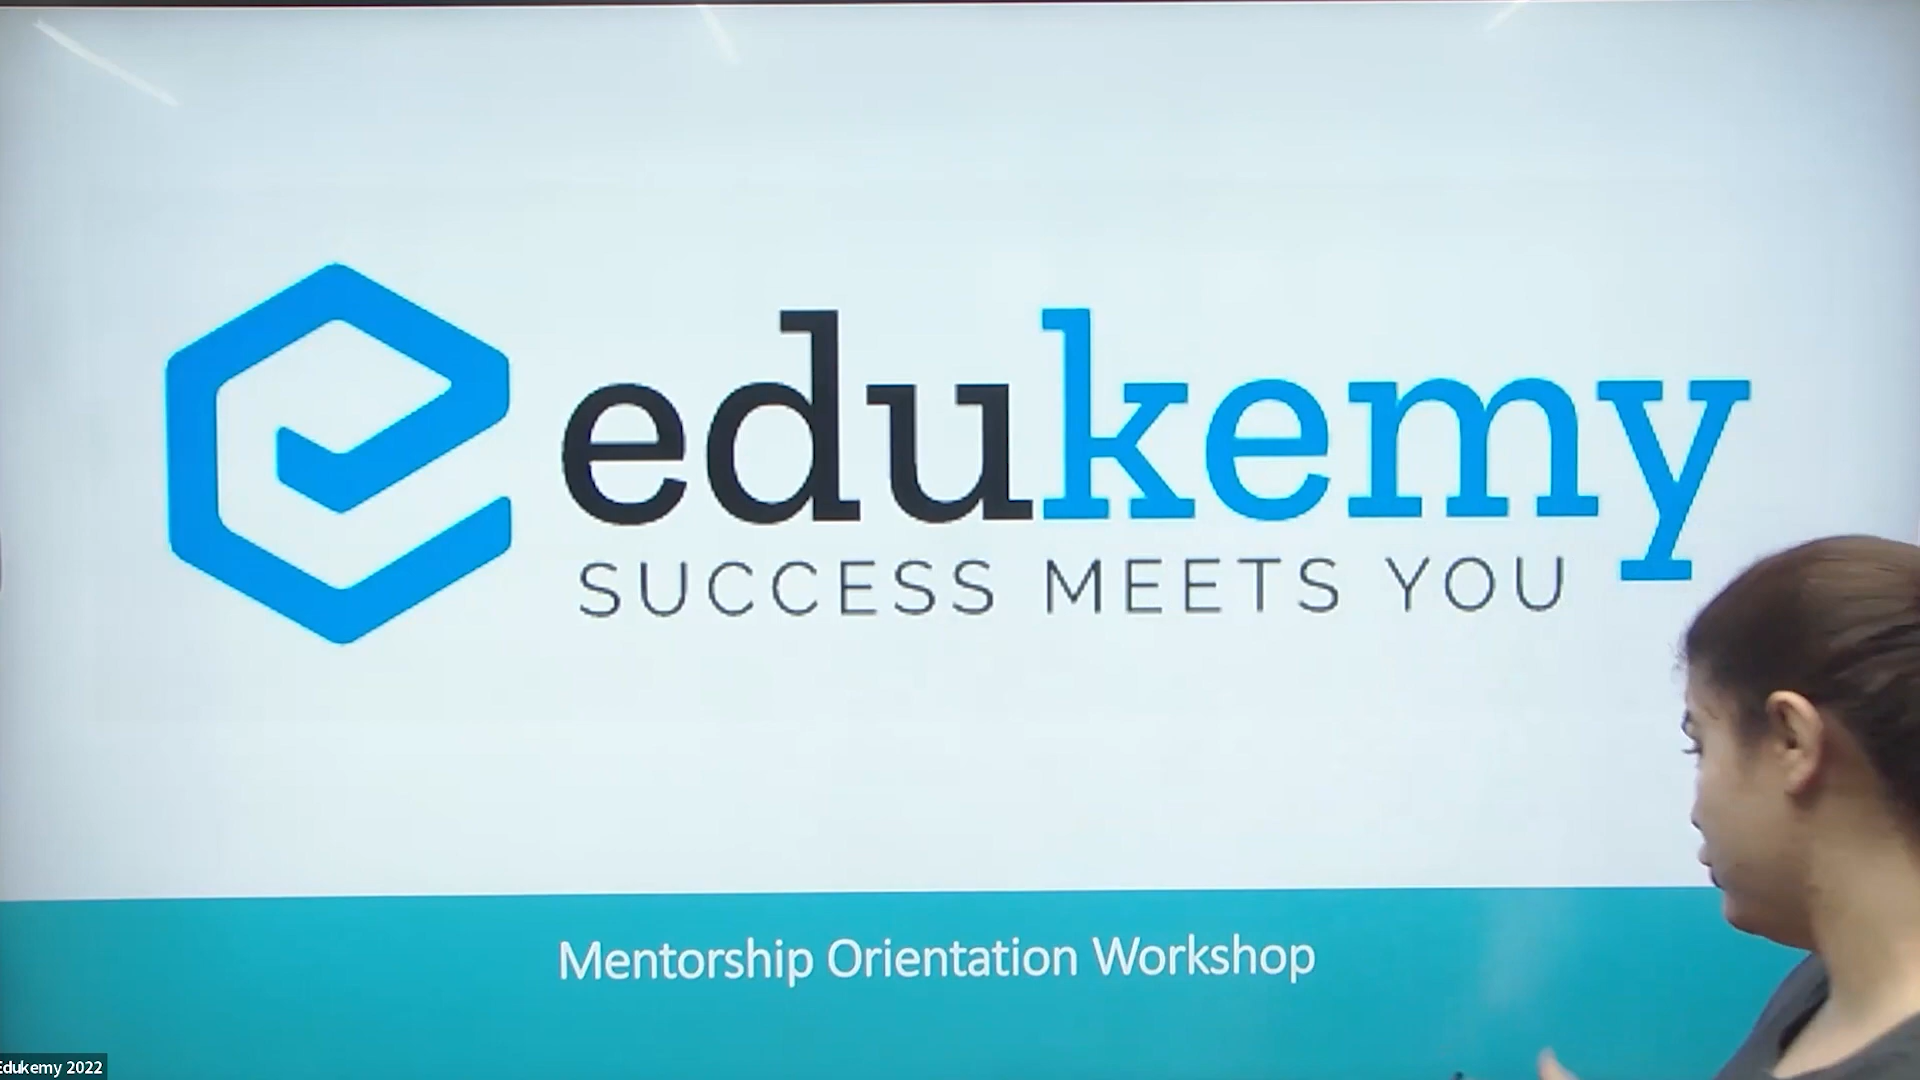 edukemy
SUCCESS MEETS YOU
Mentorship Orientation Workshop
Edukemy 2022